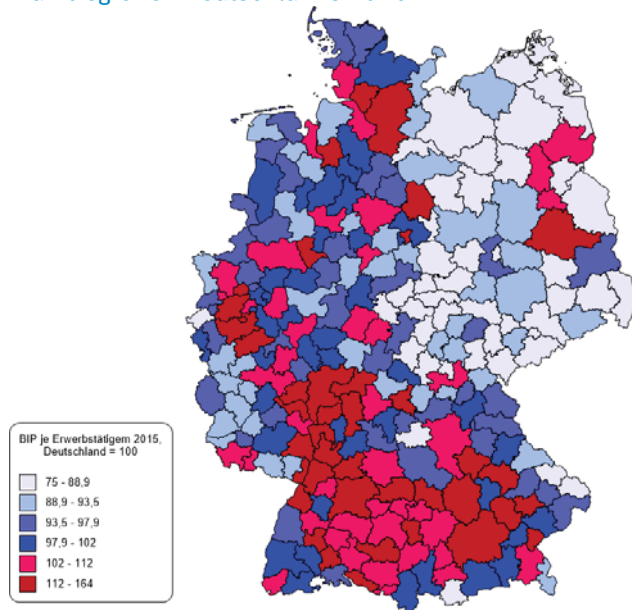 BIP je Erwerbstätigem 2015,
Deutschland = 100
75 - 88,9
88,9 - 93,5
93,5 - 97,9
97,9 - 102
102 - 112
112 - 164